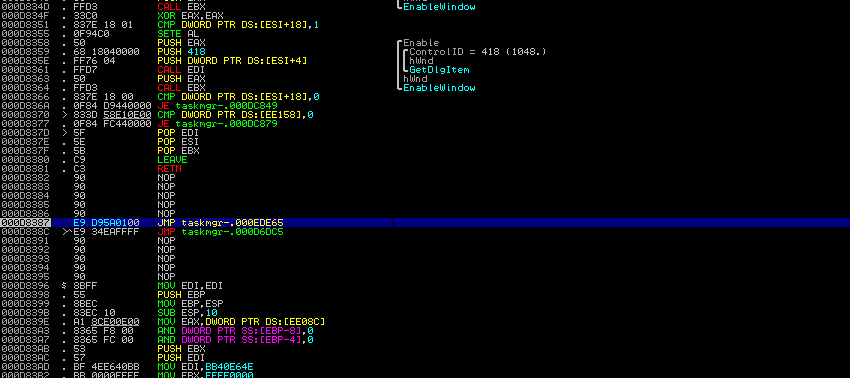 000D834D . FFD3 CALL EBX EnableWindow
000D834F . 33C0 XOR EAX,EAX
000D8351 . 837E 18 01 CMP DWORD PTR DS:[ESI+18],1
000D8355 . 0F94C0 SETE AL
000D8358 . 50 PUSH EAX Enable
000D8359 . 68 18040000 PUSH 418 ControlID = 418 (1048.)
000D835E . FF76 04 PUSH DWORD PTR DS:[ESI+4] hWnd
000D8361 . FFD7 CALL EDI GetDlgItem
000D8363 . 50 PUSH EAX hWnd
000D8364 . FFD3 CALL EBX EnableWindow
000D8366 . 837E 18 00 CMP DWORD PTR DS:[ESI+18],0
000D836A . 0F84 D9440000 JE taskmgr-.000DC849
000D8370 > 833D 58E10E00 CMP DWORD PTR DS:[EE158],0
000D8377 . 0F84 FC440000 JE taskmgr-.000DC879
000D837D > 5F POP EDI
000D837E . 5E POP ESI
000D837F . 5B POP EBX
000D8380 . C9 LEAVE
000D8381 . C3 RETN
000D8382 90 NOP
000D8383 90 NOP
000D8384 90 NOP
000D8385 90 NOP
000D8386 90 NOP
000D8387 E9 D95A0100 JMP taskmgr-.000EDE65
000D838C >^E9 34EAFFFF JMP taskmgr-.000D6DC5
000D8391 90 NOP
000D8392 90 NOP
000D8393 90 NOP
000D8394 90 NOP
000D8395 90 NOP
000D8396 $ 8BFF MOV EDI,EDI
000D8398 . 55 PUSH EBP
000D8399 . 8BEC MOV EBP,ESP
000D839B . 83EC 10 SUB ESP,10
000D839E . A1 8CE00E00 MOV EAX,DWORD PTR DS:[EE08C]
000D83A3 . 8365 F8 00 AND DWORD PTR SS:[EBP-8],0
000D83A7 . 8365 FC 00 AND DWORD PTR SS:[EBP-4],0
000D83AB . 53 PUSH EBX
000D83AC . 57 PUSH EDI
000D83AD . BF 4EE640BB MOV EDI,BB40E64E
000D83B2 . BB 0000FFFF MOV EBX,FFFF0000